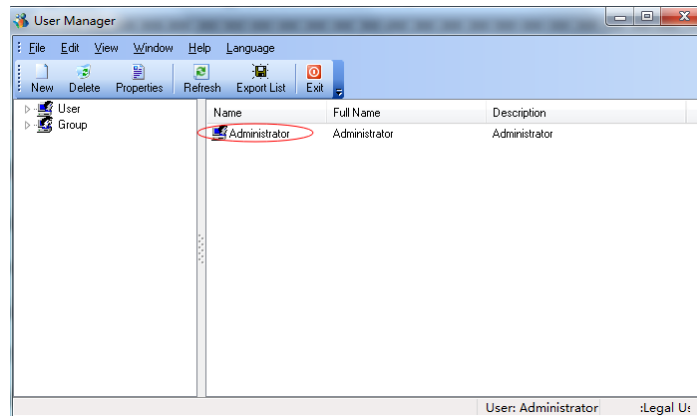 User Manager
File Edit View Window Help Language
New Delete Properties Refresh Export List Exit
User
Group
Name Full Name Description
Administrator Administrator Administrator
User: Administrator :Legal Us